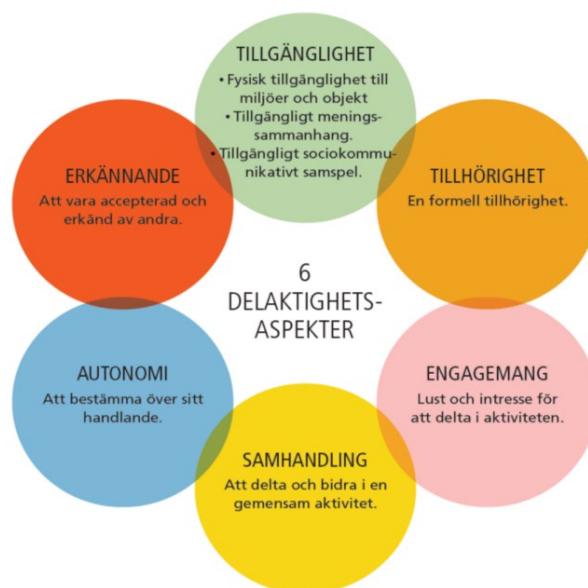 TILLGÄNGLIGHET
• Fysisk tillgänglighet till
miljöer och objekt
• Tillgängligt menings-
sammanhang.
• Tillgängligt sociokommu-
nikativt samspel.
TILLHÖRIGHET
En formell tillhörighet.
ENGAGEMANG
Lust och intresse för
att delta i aktiviteten.
SAMHANDLING
Att delta och bidra i en
gemensam aktivitet.
AUTONOMI
Att bestämma över sitt
handlande.
ERKÄNNANDE
Att vara accepterad och
erkänd av andra.
6
DELAKTIGHETS-
ASPEKTER